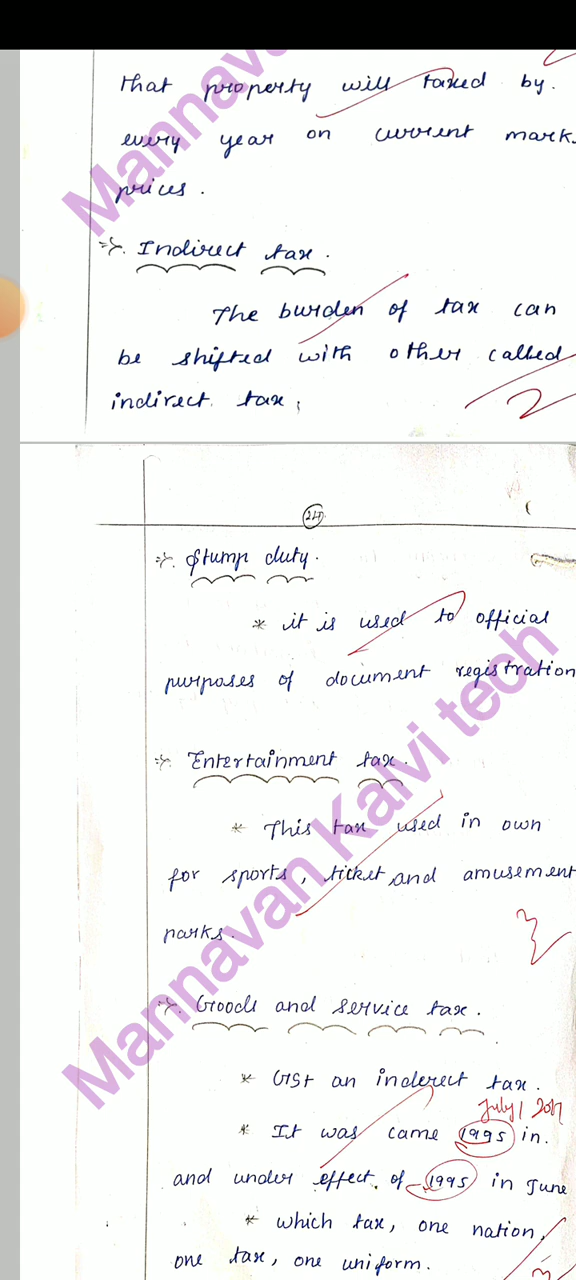 that property will taxed by.
every year on current mark
prices.
Indirect tax.
The burden of tax can
be shifted with other called
indirect tax,
2
24
Stump duty.
* it is used to official
purposes of document registration
Entertainment tax.
* This tax used in own
for sports, ticket, and amusement
parks.
3
Goods and service tax.
* GST an inderect tax.
July 1 2017
* It was came 1995 in.
and under effect. of 1995 in June
* which tax, one nation,
one tax, one uniform.
Mannavan Kalvi tech
Mannavan